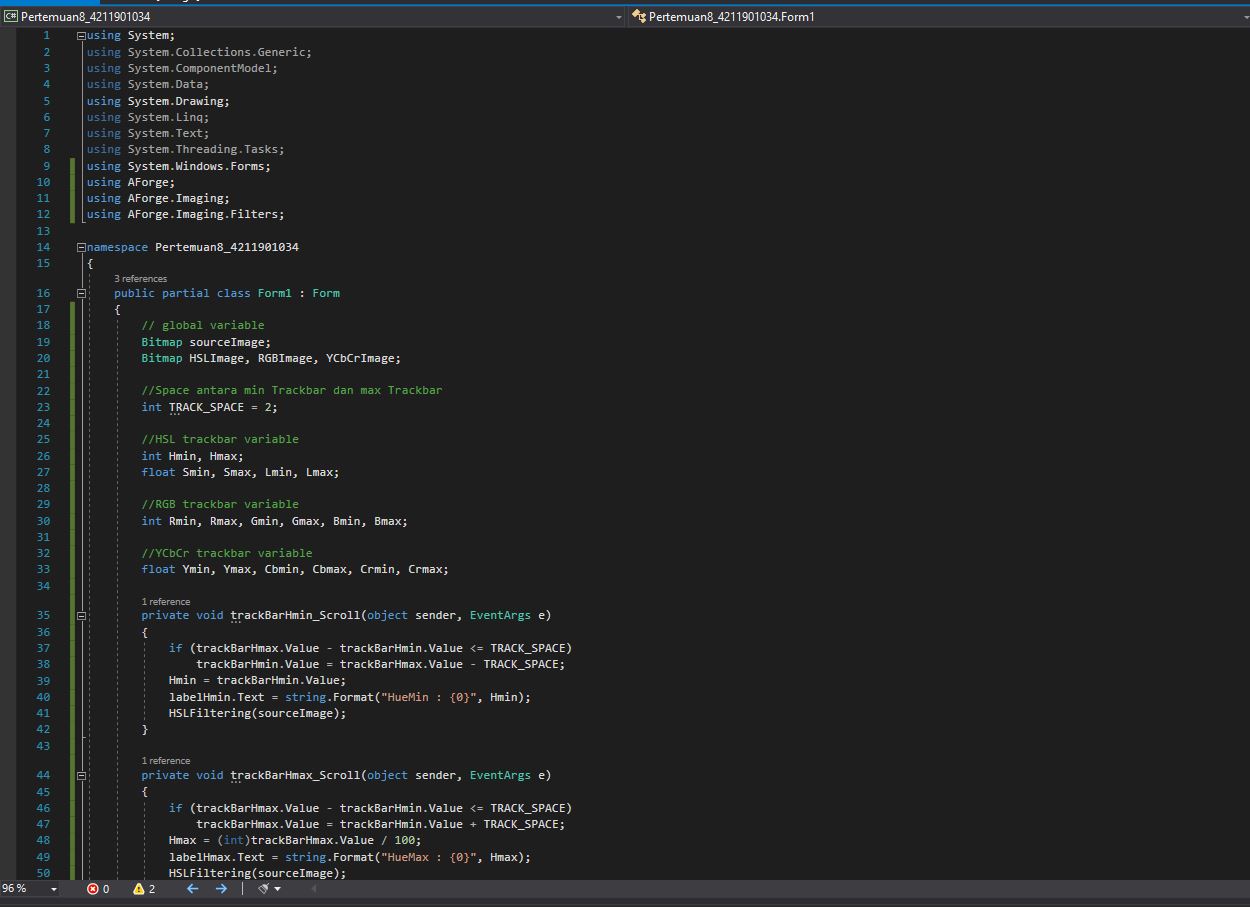 Pertemuan8_4211901034
Pertemuan8_4211901034.Form1
1 using System;
2 using System.Collections.Generic;
3 using System.ComponentModel;
4 using System.Data;
5 using System.Drawing;
6 using System.Linq;
7 using System.Text;
8 using System.Threading.Tasks;
9 using System.Windows.Forms;
10 using AForge;
11 using AForge.Imaging;
12 using AForge.Imaging.Filters;
13
14 namespace Pertemuan8_4211901034
15 {
3 references
16 public partial class Form1 : Form
17 {
18 // global variable
19 Bitmap sourceImage;
20 Bitmap HSLImage, RGBImage, YCbCrImage;
21
22 //Space antara min Trackbar dan max Trackbar
23 int TRACK_SPACE = 2;
24
25 //HSL trackbar variable
26 int Hmin, Hmax;
27 float Smin, Smax, Lmin, Lmax;
28
29 //RGB trackbar variable
30 int Rmin, Rmax, Gmin, Gmax, Bmin, Bmax;
31
32 //YCbCr trackbar variable
33 float Ymin, Ymax, Cbmin, Cbmax, Crmin, Crmax;
34
1 reference
35 private void trackBarHmin_Scroll(object sender, EventArgs e)
36 {
37 if (trackBarHmax.Value - trackBarHmin.Value <= TRACK_SPACE)
38 trackBarHmin.Value = trackBarHmax.Value - TRACK_SPACE;
39 Hmin = trackBarHmin.Value;
40 labelHmin.Text = string.Format("HueMin : {0}", Hmin);
41 HSLFiltering(sourceImage);
42 }
43
1 reference
44 private void trackBarHmax_Scroll(object sender, EventArgs e)
45 {
46 if (trackBarHmax.Value - trackBarHmin.Value <= TRACK_SPACE)
47 trackBarHmax.Value = trackBarHmin.Value + TRACK_SPACE;
48 Hmax = (int)trackBarHmax.Value / 100;
49 labelHmax.Text = string.Format("HueMax : {0}", Hmax);
50 HSLFiltering(sourceImage);
96 % 0 2